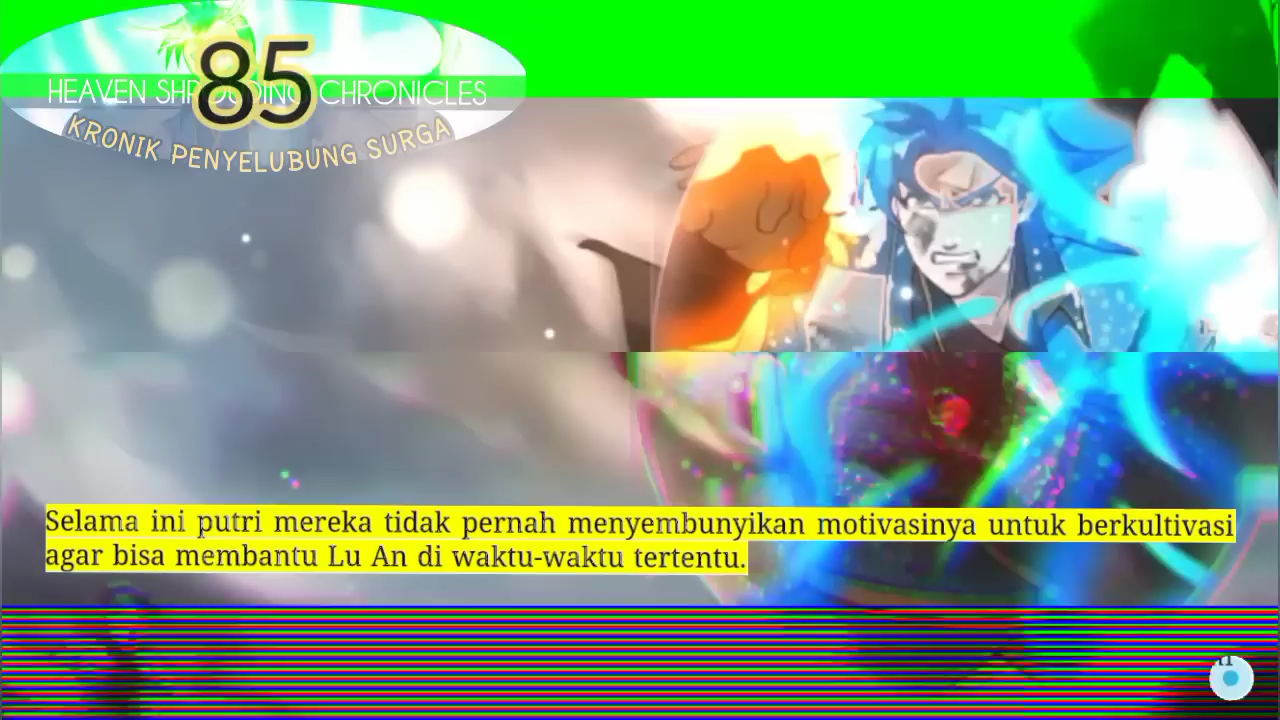 85
HEAVEN SHROUDING CHRONICLES
KRONIK PENYELUBUNG SURGA
Selama ini putri mereka tidak pernah menyembunyikan motivasinya untuk berkultivasi
agar bisa membantu Lu An di waktu-waktu tertentu.